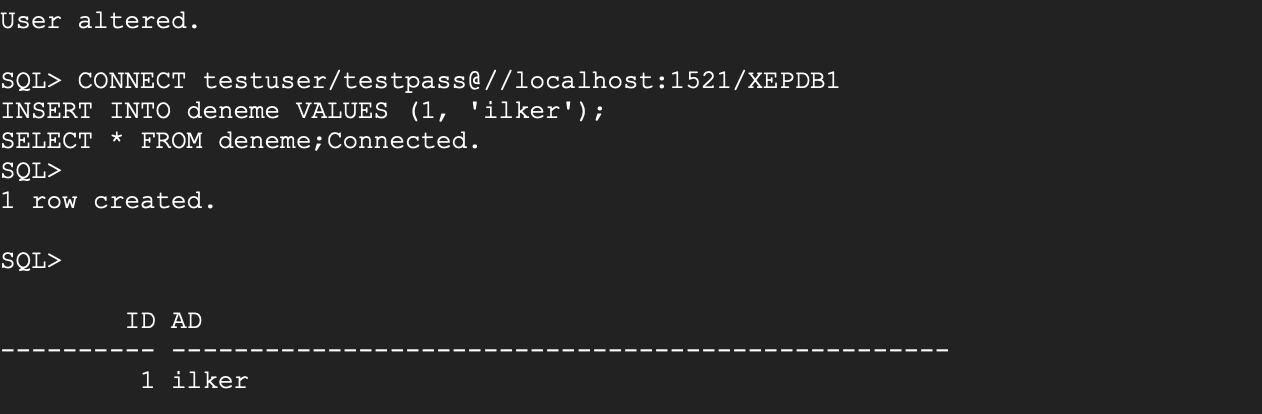 User altered.
SQL> CONNECT testuser/testpass@//localhost:1521/XEPDB1
INSERT INTO deneme VALUES (1, 'ilker');
SELECT * FROM deneme;Connected.
SQL>
1 row created.
SQL>
ID AD
---------- --------------------------------------------------
1 ilker